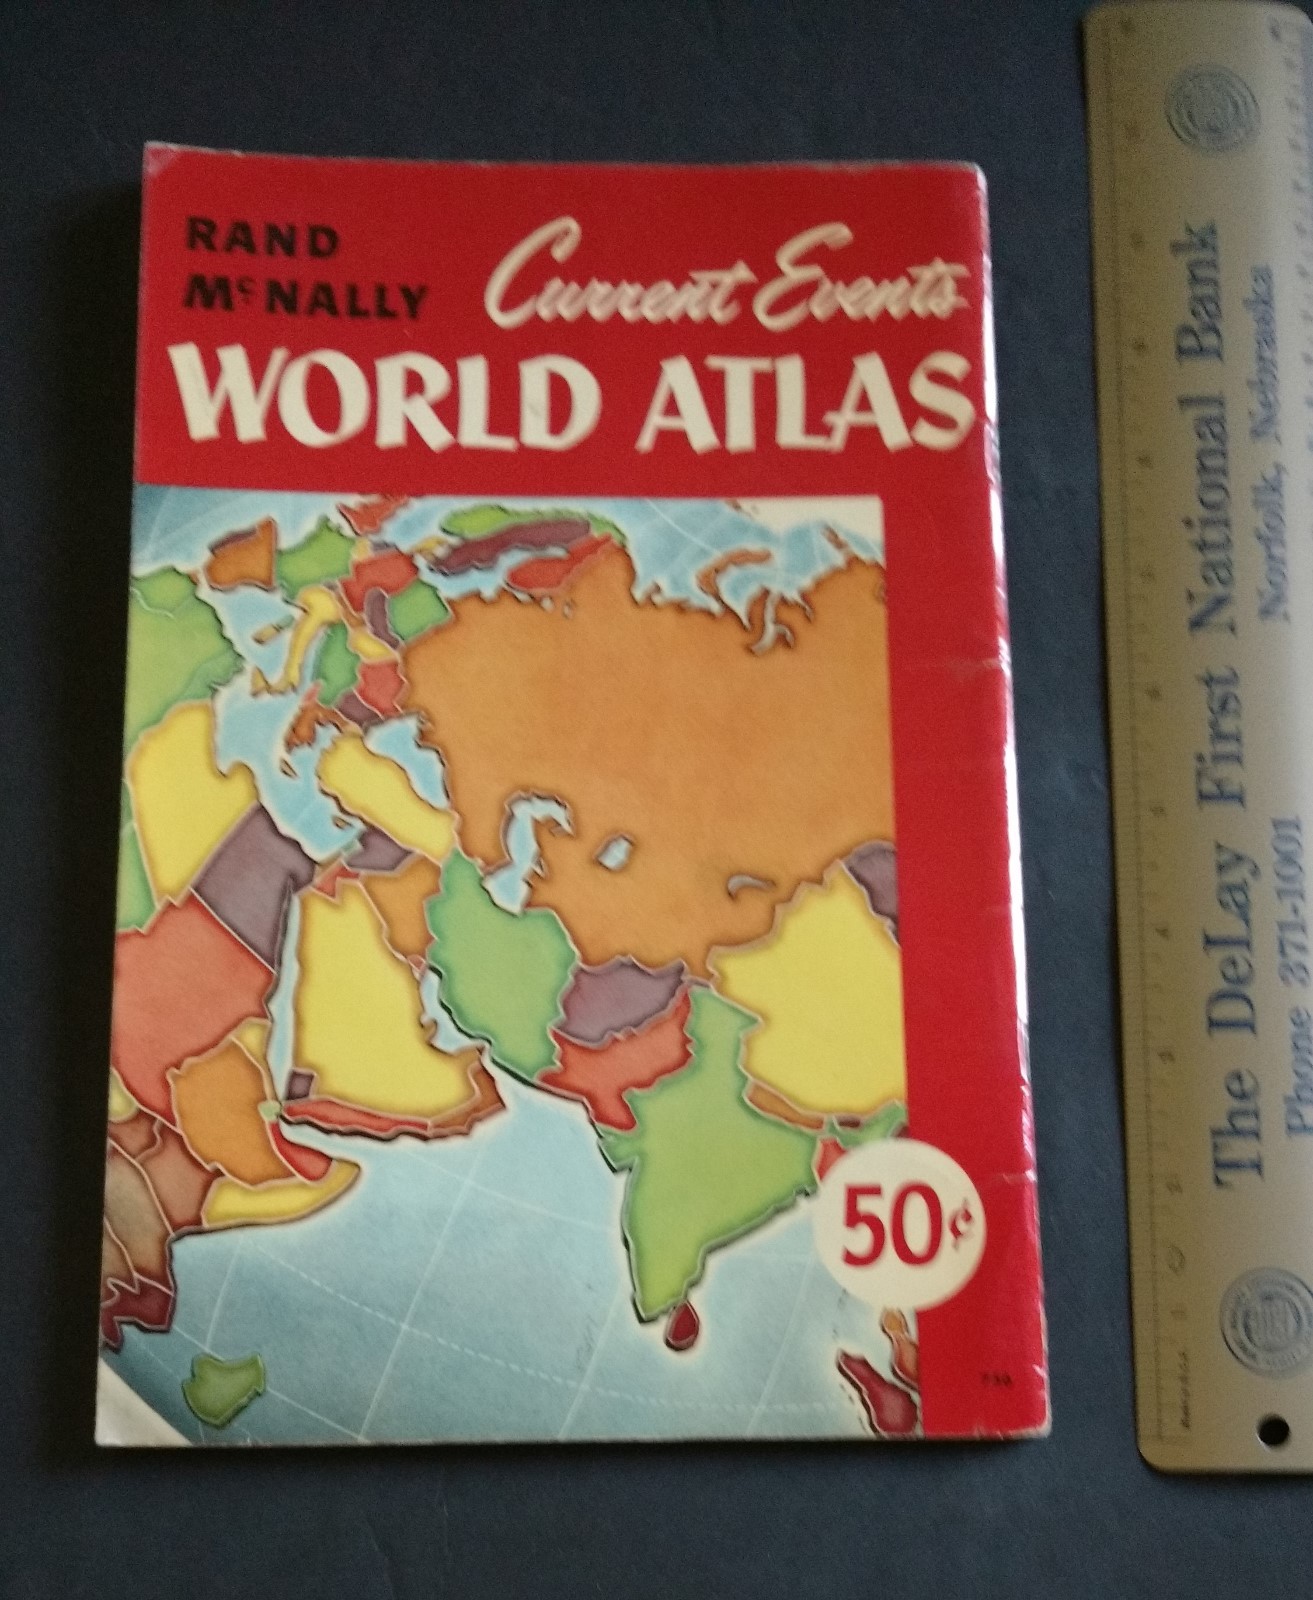 RAND
McNALLY
Current Events
WORLD ATLAS
50¢
The DeLay First National Bank
Norfolk, Nebraska
Phone 371-1001